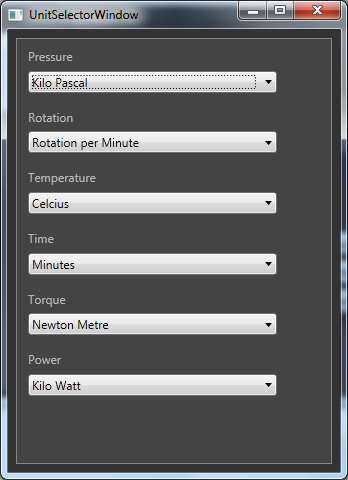 UnitSelectorWindow
Pressure
Kilo Pascal
Rotation
Rotation per Minute
Temperature
Celcius
Time
Minutes
Torque
Newton Metre
Power
Kilo Watt